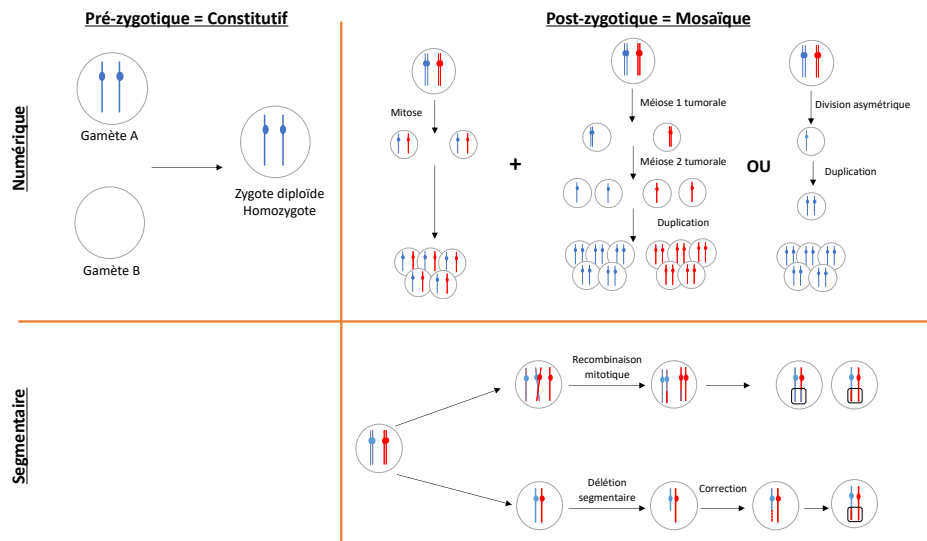 Pré-zygotique = Constitutif
Post-zygotique = Mosaïque
Numérique
Gamète A
Gamète B
Zygote diploïde
Homozygote
Mitose
+
Méiose 1 tumorale
Méiose 2 tumorale
Duplication
OU
Division asymétrique
Duplication
Segmentaire
Recombinaison
mitotique
Délétion
segmentaire
Correction